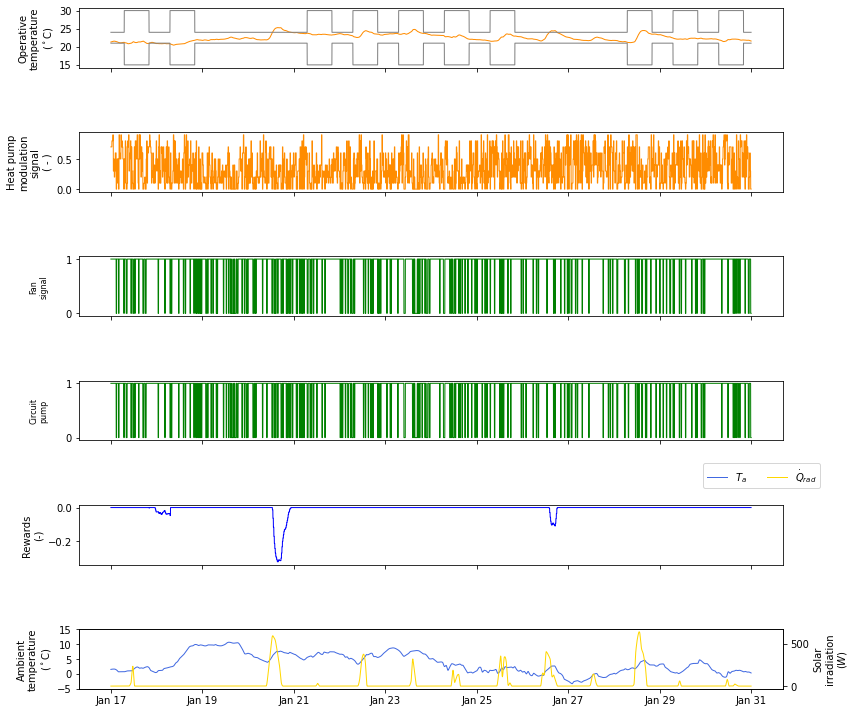 Operative
temperature
(°C)
30
25
20
15
Heat pump
modulation
signal
( - )
0.5
0.0
Fan
signal
1
0
Circuit
pump
1
0
T_a
Q̇_rad
Rewards
(-)
0.0
−0.2
Ambient
temperature
(°C)
15
10
5
0
−5
500
0
Solar
irradiation
(W)
Jan 17 Jan 19 Jan 21 Jan 23 Jan 25 Jan 27 Jan 29 Jan 31